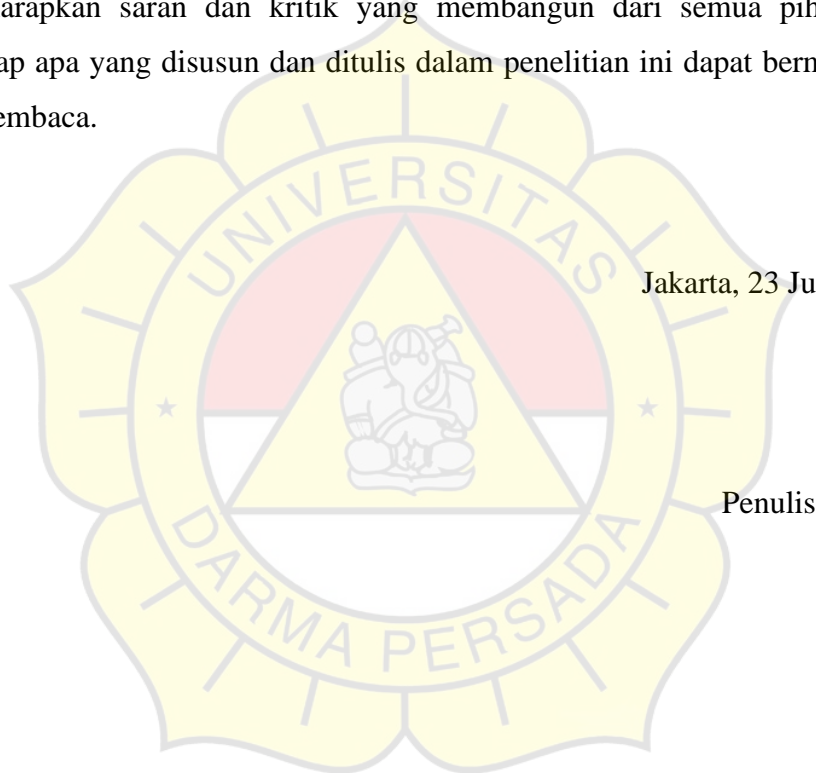 arapkan saran dan kritik yang membangun dari semua pih
ap apa yang disusun dan ditulis dalam penelitian ini dapat bern
embaca.
UNIVERSITAS
Jakarta, 23 Ju
Penulis
DARMA PERSADA